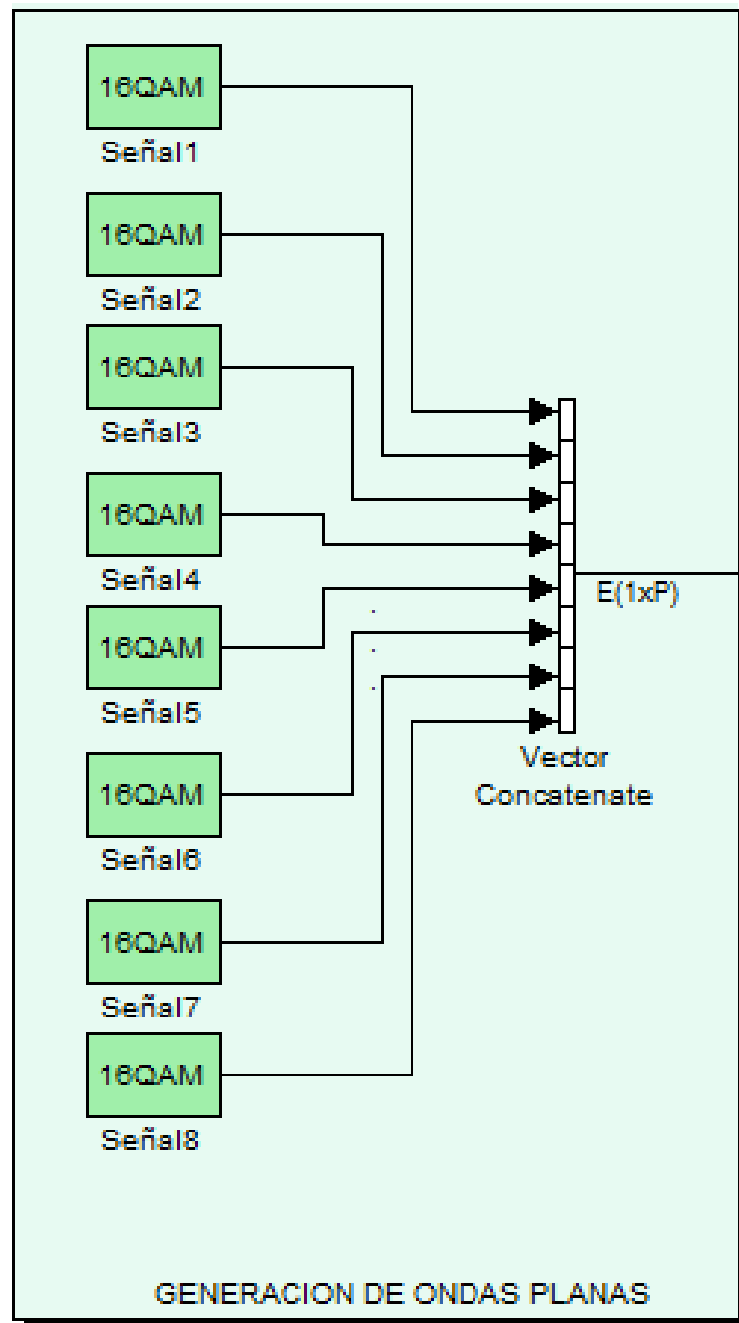 16QAM
Señal1
16QAM
Señal2
16QAM
Señal3
16QAM
Señal4
16QAM
Señal5
16QAM
Señal6
16QAM
Señal7
16QAM
Señal8
E(1xP)
Vector
Concatenate
GENERACION DE ONDAS PLANAS